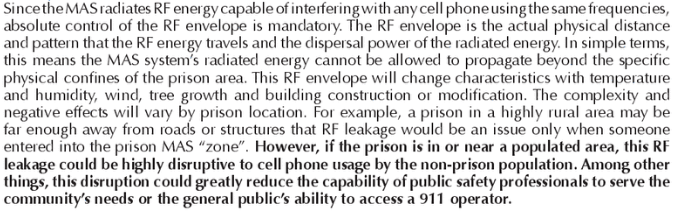 Since the MAS radiates RF energy capable of interfering with any cell phone using the same frequencies,
absolute control of the RF envelope is mandatory. The RF envelope is the actual physical distance
and pattern that the RF energy travels and the dispersal power of the radiated energy. In simple terms,
this means the MAS system's radiated energy cannot be allowed to propagate beyond the specific
physical confines of the prison area. This RF envelope will change characteristics with temperature
and humidity, wind, tree growth and building construction or modification. The complexity and
negative effects will vary by prison location. For example, a prison in a highly rural area may be
far enough away from roads or structures that RF leakage would be an issue only when someone
entered into the prison MAS "zone". However, if the prison is in or near a populated area, this RF
leakage could be highly disruptive to cell phone usage by the non-prison population. Among other
things, this disruption could greatly reduce the capability of public safety professionals to serve the
community's needs or the general public's ability to access a 911 operator.